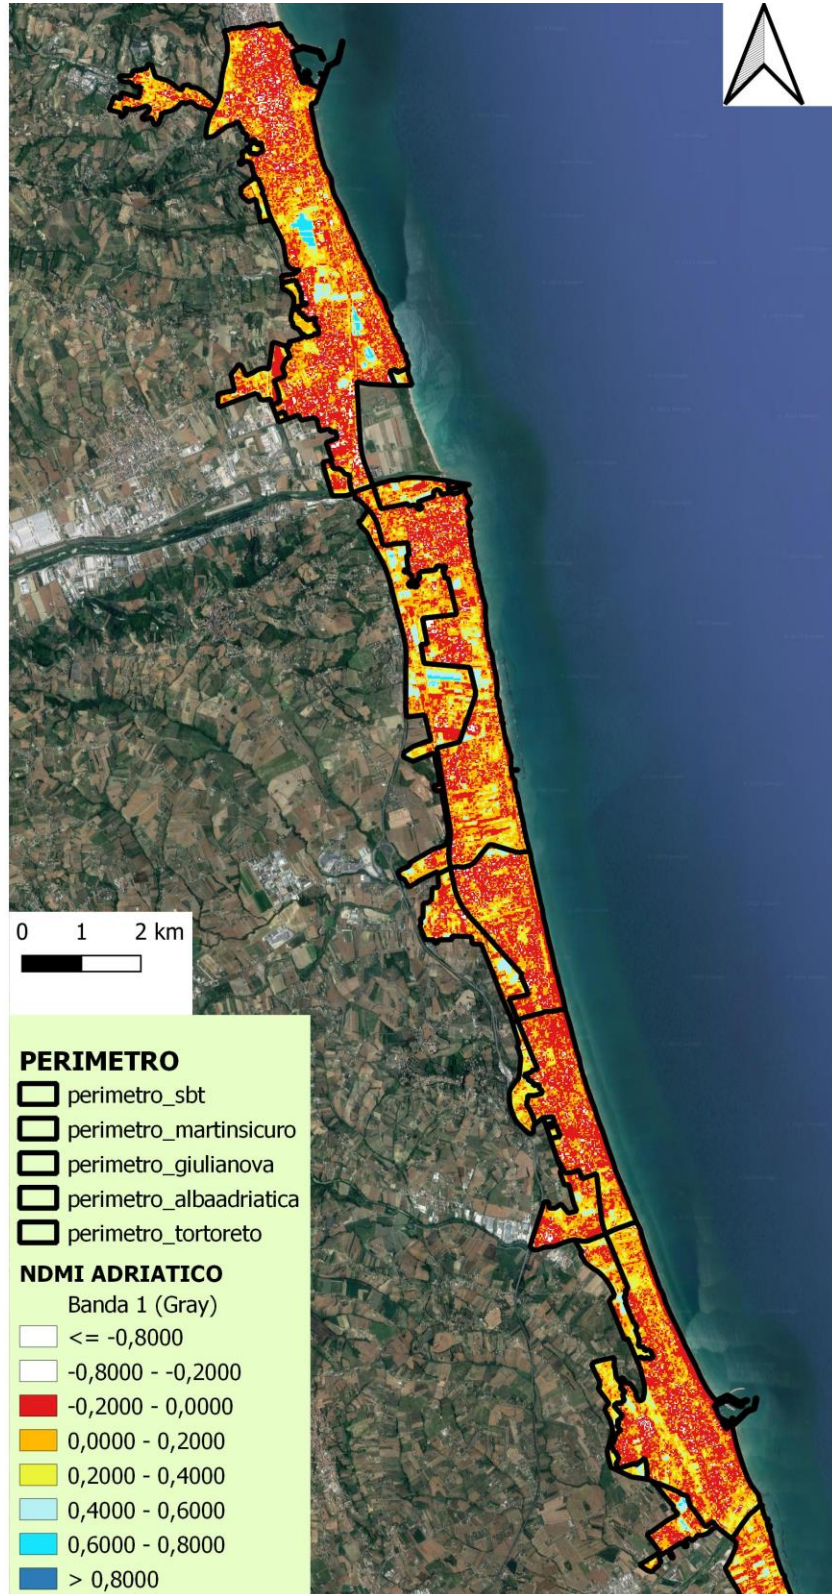 0 1 2 km
PERIMETRO
perimetro_sbt
perimetro_martinsicuro
perimetro_giulianova
perimetro_albaadriatica
perimetro_tortoreto
NDMI ADRIATICO
Banda 1 (Gray)
<= -0,8000
-0,8000 - -0,2000
-0,2000 - 0,0000
0,0000 - 0,2000
0,2000 - 0,4000
0,4000 - 0,6000
0,6000 - 0,8000
> 0,8000